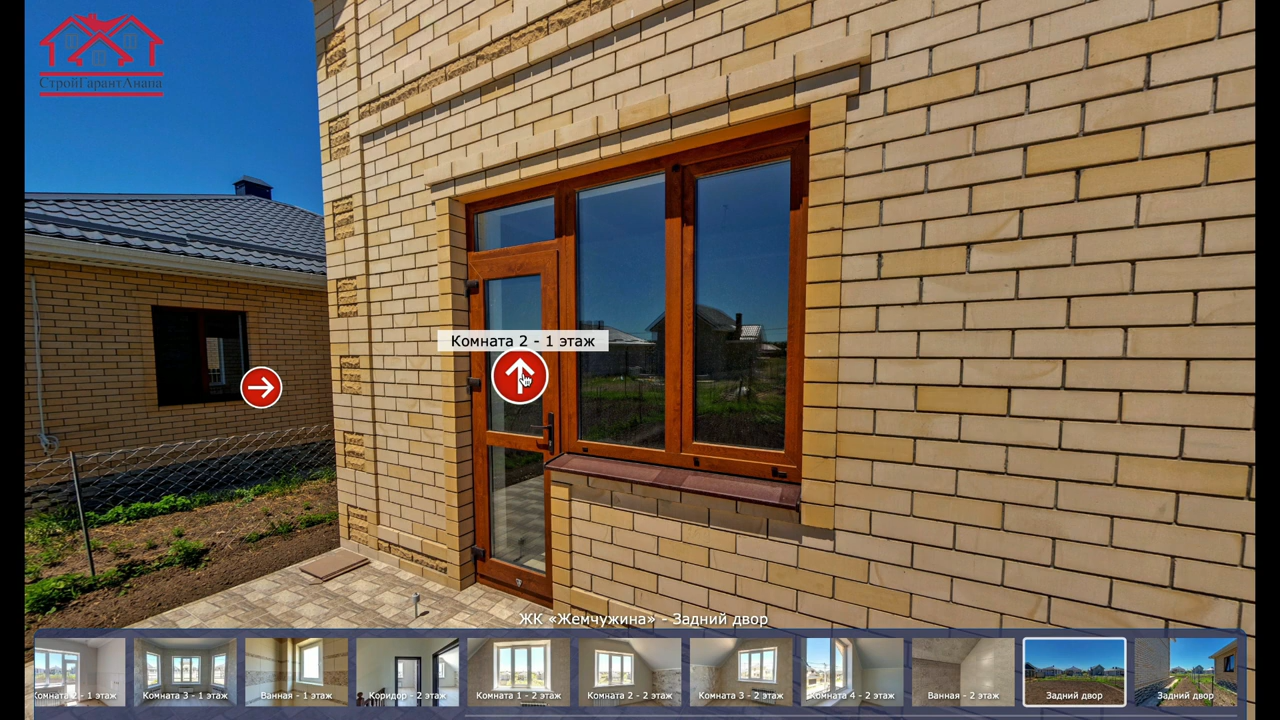 СтройГарантАнапа
Комната 2 - 1 этаж
ЖК «Жемчужина» - Задний двор
Комната 2 - 1 этаж
Комната 3 - 1 этаж
Ванная - 1 этаж
Коридор - 2 этаж
Комната 1 - 2 этаж
Комната 2 - 2 этаж
Комната 3 - 2 этаж
Комната 4 - 2 этаж
Ванная - 2 этаж
Задний двор
Задний двор